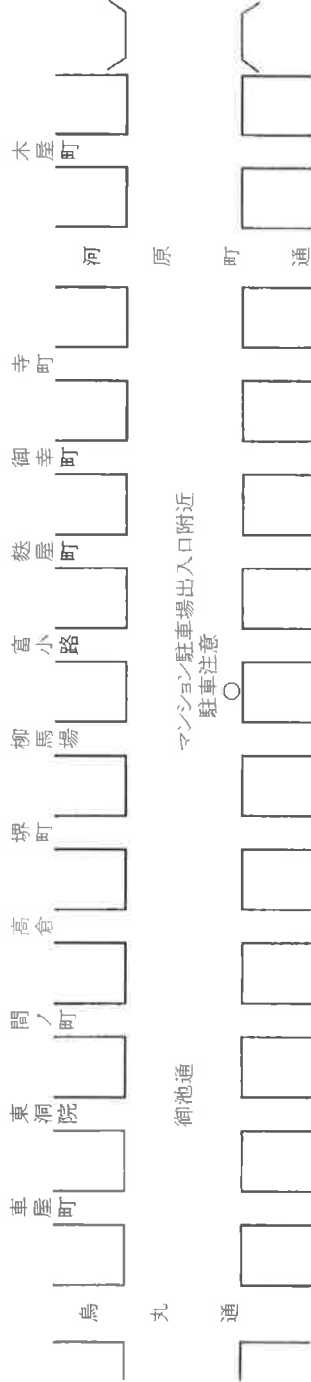 車屋町
東洞院
間ノ町
高倉
堺町
柳馬場
富小路
麩屋町
御幸町
寺町
木屋町
烏丸通
河原町通
マンション駐車場出入口附近
駐車注意
御池通